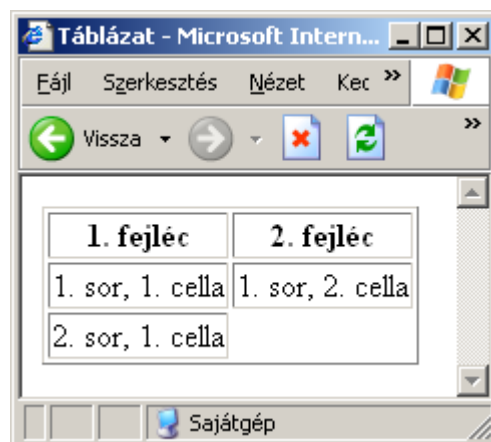 Táblázat - Microsoft Intern...
Fájl Szerkesztés Nézet Kec »
Vissza »
1. fejléc 2. fejléc
1. sor, 1. cella 1. sor, 2. cella
2. sor, 1. cella
Sajátgép